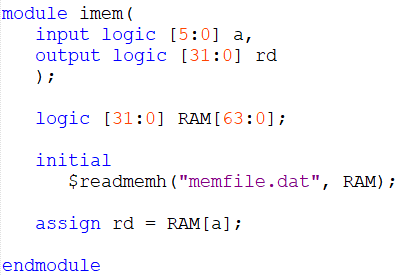 module imem(
input logic [5:0] a,
output logic [31:0] rd
);
logic [31:0] RAM[63:0];
initial
$readmemh("memfile.dat", RAM);
assign rd = RAM[a];
endmodule